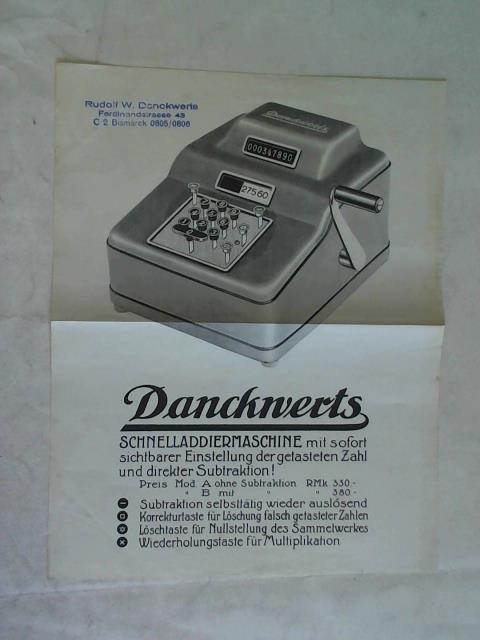 Rudolf W. Danckwerts
Ferdinandstrasse 43
C 2 Bismarck 0805/0806
Danckwerts
000347890
27560
Danckwerts
SCHNELLADDIERMASCHINE mit sofort
sichtbarer Einstellung der getasteten Zahl
und direkter Subtraktion!
Preis Mod. A ohne Subtraktion RMk 330.-
" B mit " " 380.-
Subtraktion selbsttätig wieder auslösend
Korrekturtaste für Löschung falsch getasteter Zahlen
Löschtaste für Nullstellung des Sammelwerkes
Wiederholungstaste für Multiplikation